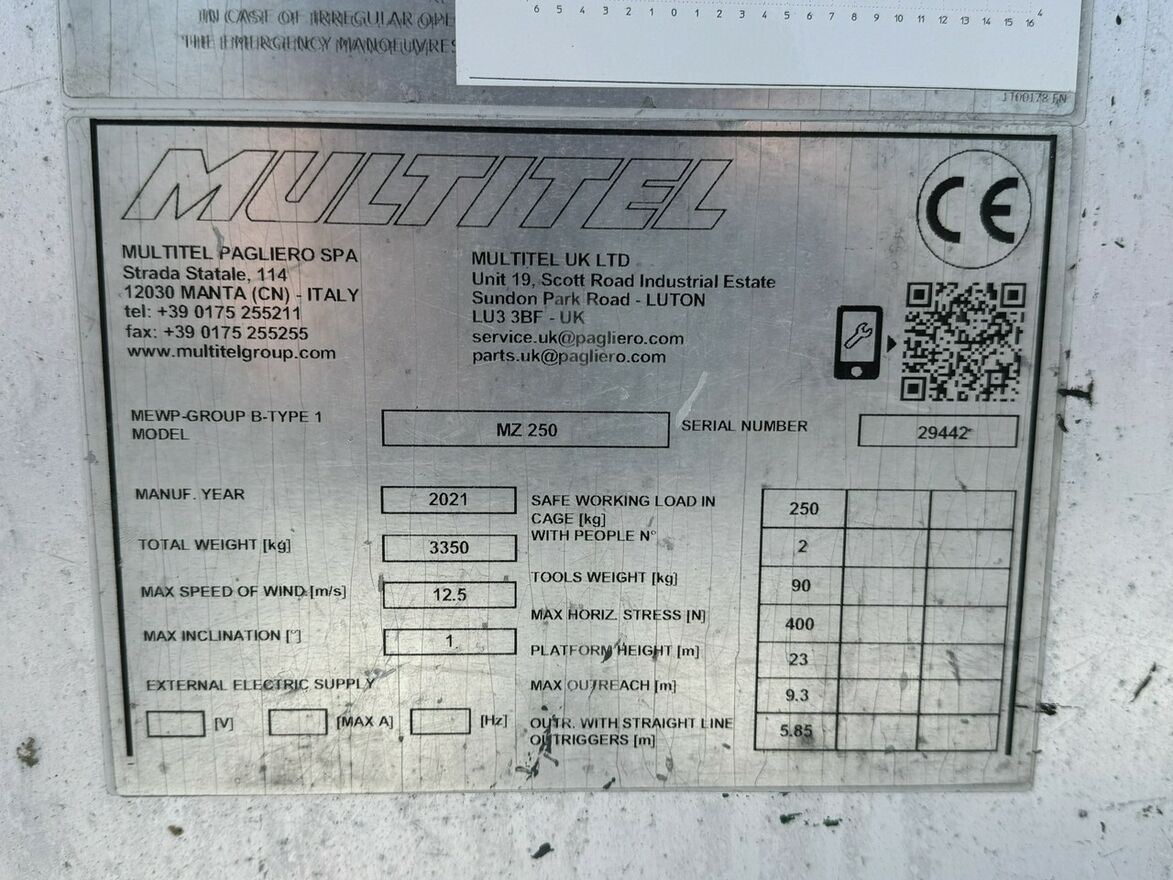 IN CASE OF IRREGULAR OPE
THE EMERGENCY MANOEUVRES
6 5 4 3 2 1 0 1 2 3 4 5 6 7 8 9 10 11 12 13 14 15 16 4
1100178 EN
MULTITEL
CE
MULTITEL PAGLIERO SPA
Strada Statale, 114
12030 MANTA (CN) - ITALY
tel: +39 0175 255211
fax: +39 0175 255255
www.multitelgroup.com
MULTITEL UK LTD
Unit 19, Scott Road Industrial Estate
Sundon Park Road - LUTON
LU3 3BF - UK
service.uk@pagliero.com
parts.uk@pagliero.com
MEWP-GROUP B-TYPE 1
MODEL
MZ 250
SERIAL NUMBER
29442
MANUF. YEAR
2021
TOTAL WEIGHT [kg]
3350
MAX SPEED OF WIND [m/s]
12.5
MAX INCLINATION [°]
1
EXTERNAL ELECTRIC SUPPLY
[V] [MAX A] [Hz]
SAFE WORKING LOAD IN
CAGE [kg]
250
WITH PEOPLE N°
2
TOOLS WEIGHT [kg]
90
MAX HORIZ. STRESS [N]
400
PLATFORM HEIGHT [m]
23
MAX OUTREACH [m]
9.3
OUTR. WITH STRAIGHT LINE
OUTRIGGERS [m]
5.85